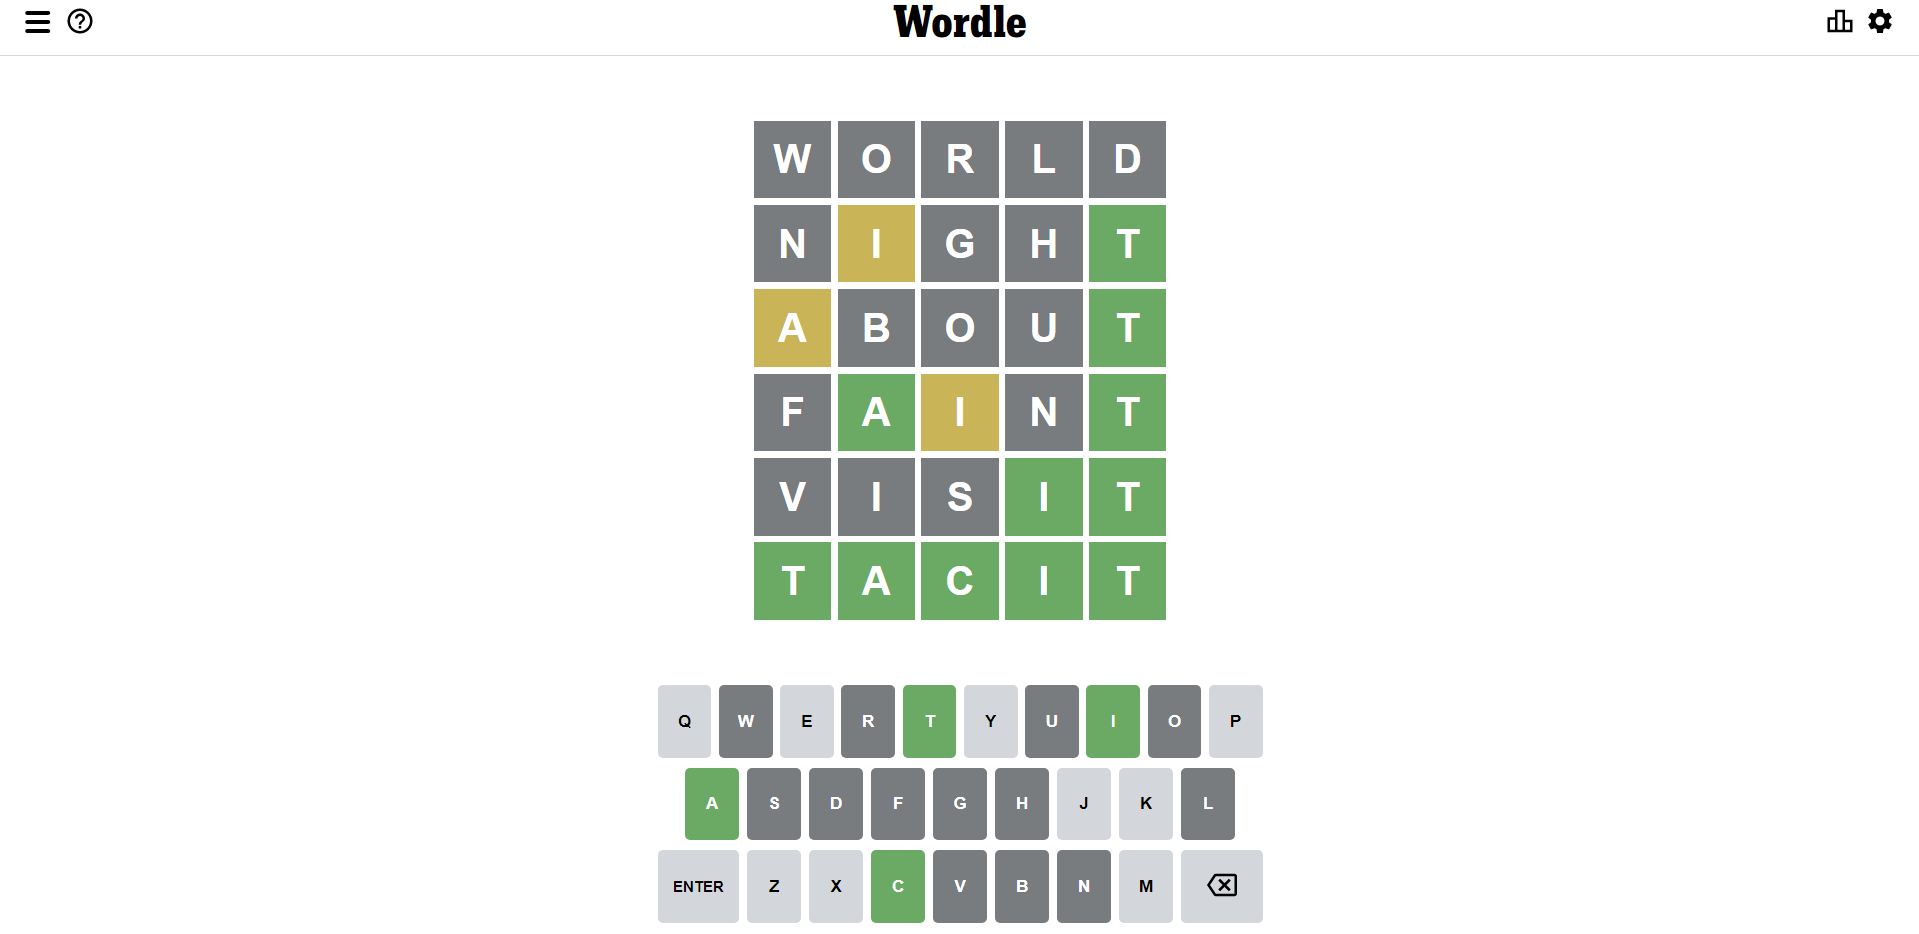 Wordle
W O R L D
N I G H T
A B O U T
F A I N T
V I S I T
T A C I T
Q W E R T Y U I O P
A S D F G H J K L
ENTER Z X C V B N M